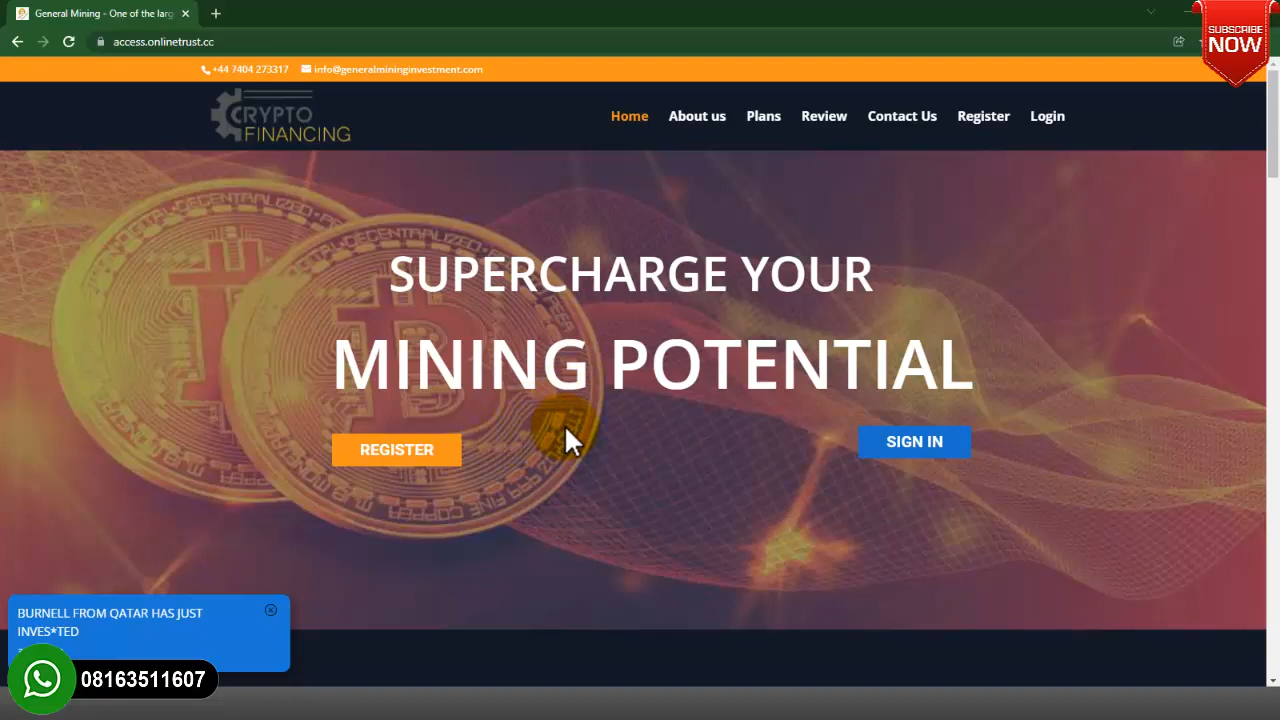 General Mining - One of the larg
SUBSCRIBE
NOW
access.onlinetrust.cc
+44 7404 273317 info@generalmininginvestment.com
CRYPTO
FINANCING
Home About us Plans Review Contact Us Register Login
SUPERCHARGE YOUR
MINING POTENTIAL
REGISTER
SIGN IN
BURNELL FROM QATAR HAS JUST
INVES*TED
08163511607